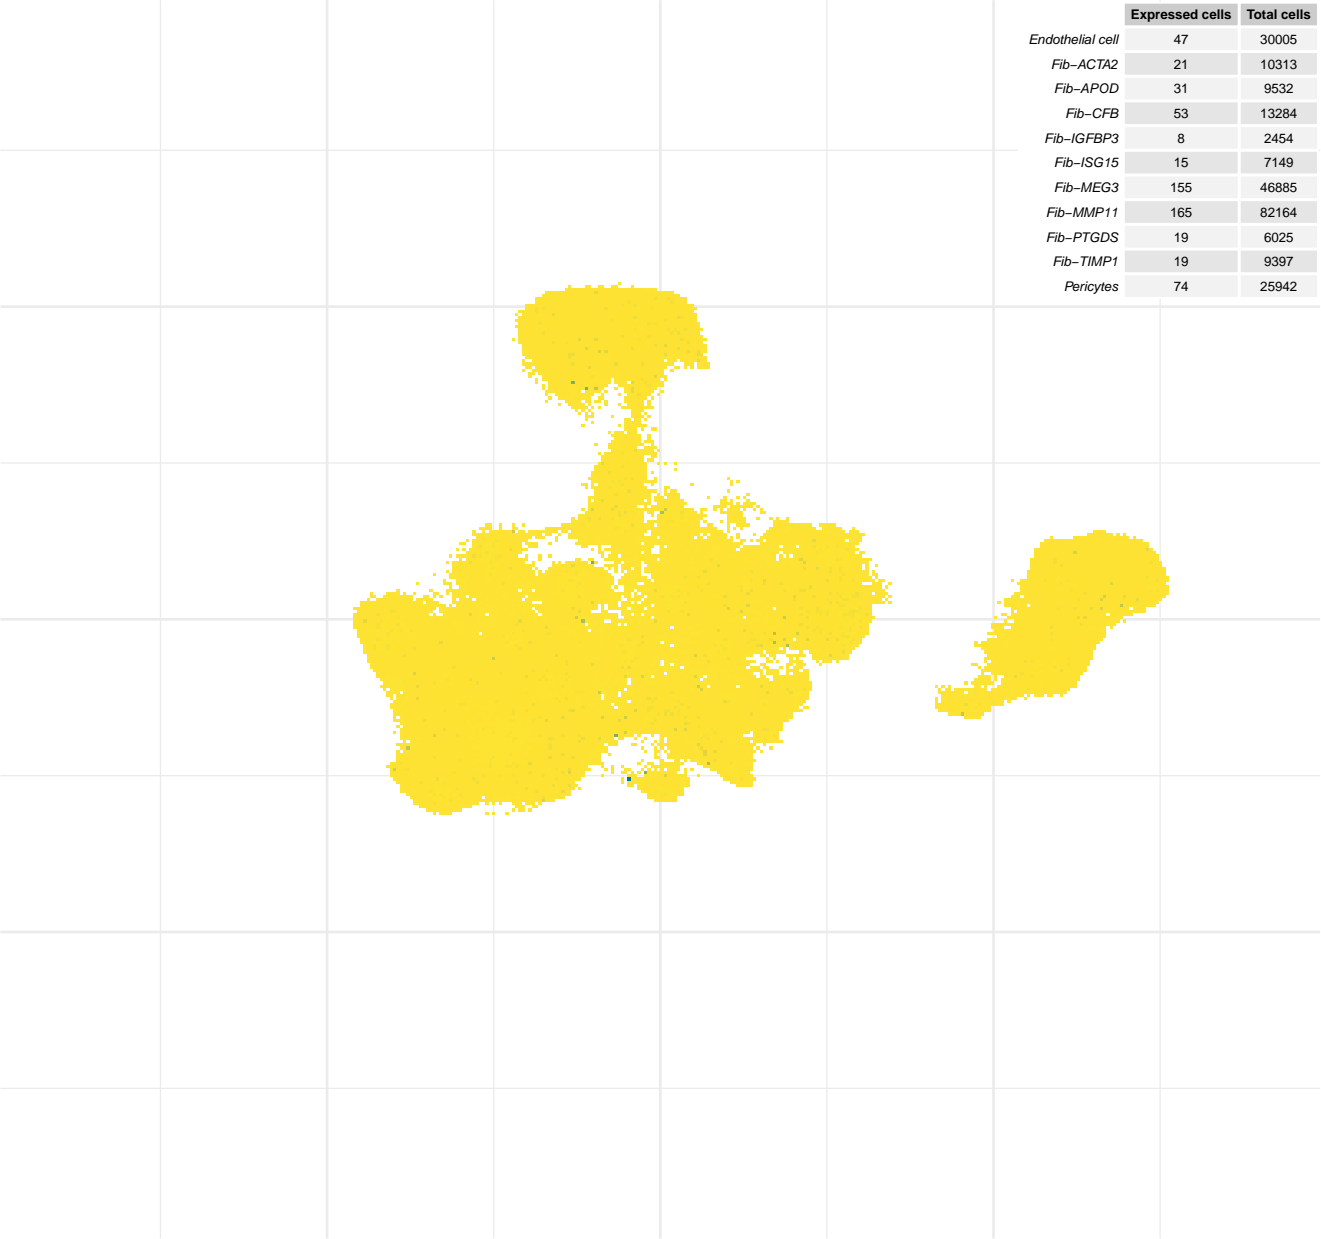 Expressed cells Total cells
Endothelial cell 47 30005
Fib−ACTA2 21 10313
Fib−APOD 31 9532
Fib−CFB 53 13284
Fib−IGFBP3 8 2454
Fib−ISG15 15 7149
Fib−MEG3 155 46885
Fib−MMP11 165 82164
Fib−PTGDS 19 6025
Fib−TIMP1 19 9397
Pericytes 74 25942